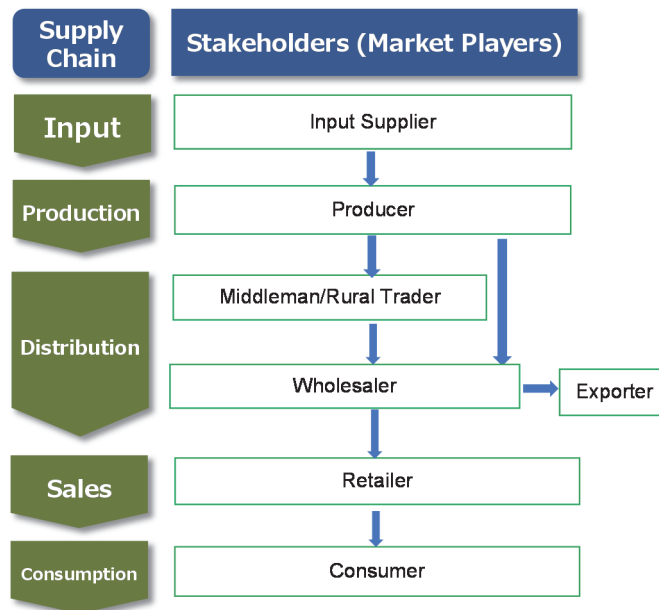 Supply
Chain
Stakeholders (Market Players)
Input
Input Supplier
Production
Producer
Distribution
Middleman/Rural Trader
Wholesaler
Exporter
Sales
Retailer
Consumption
Consumer